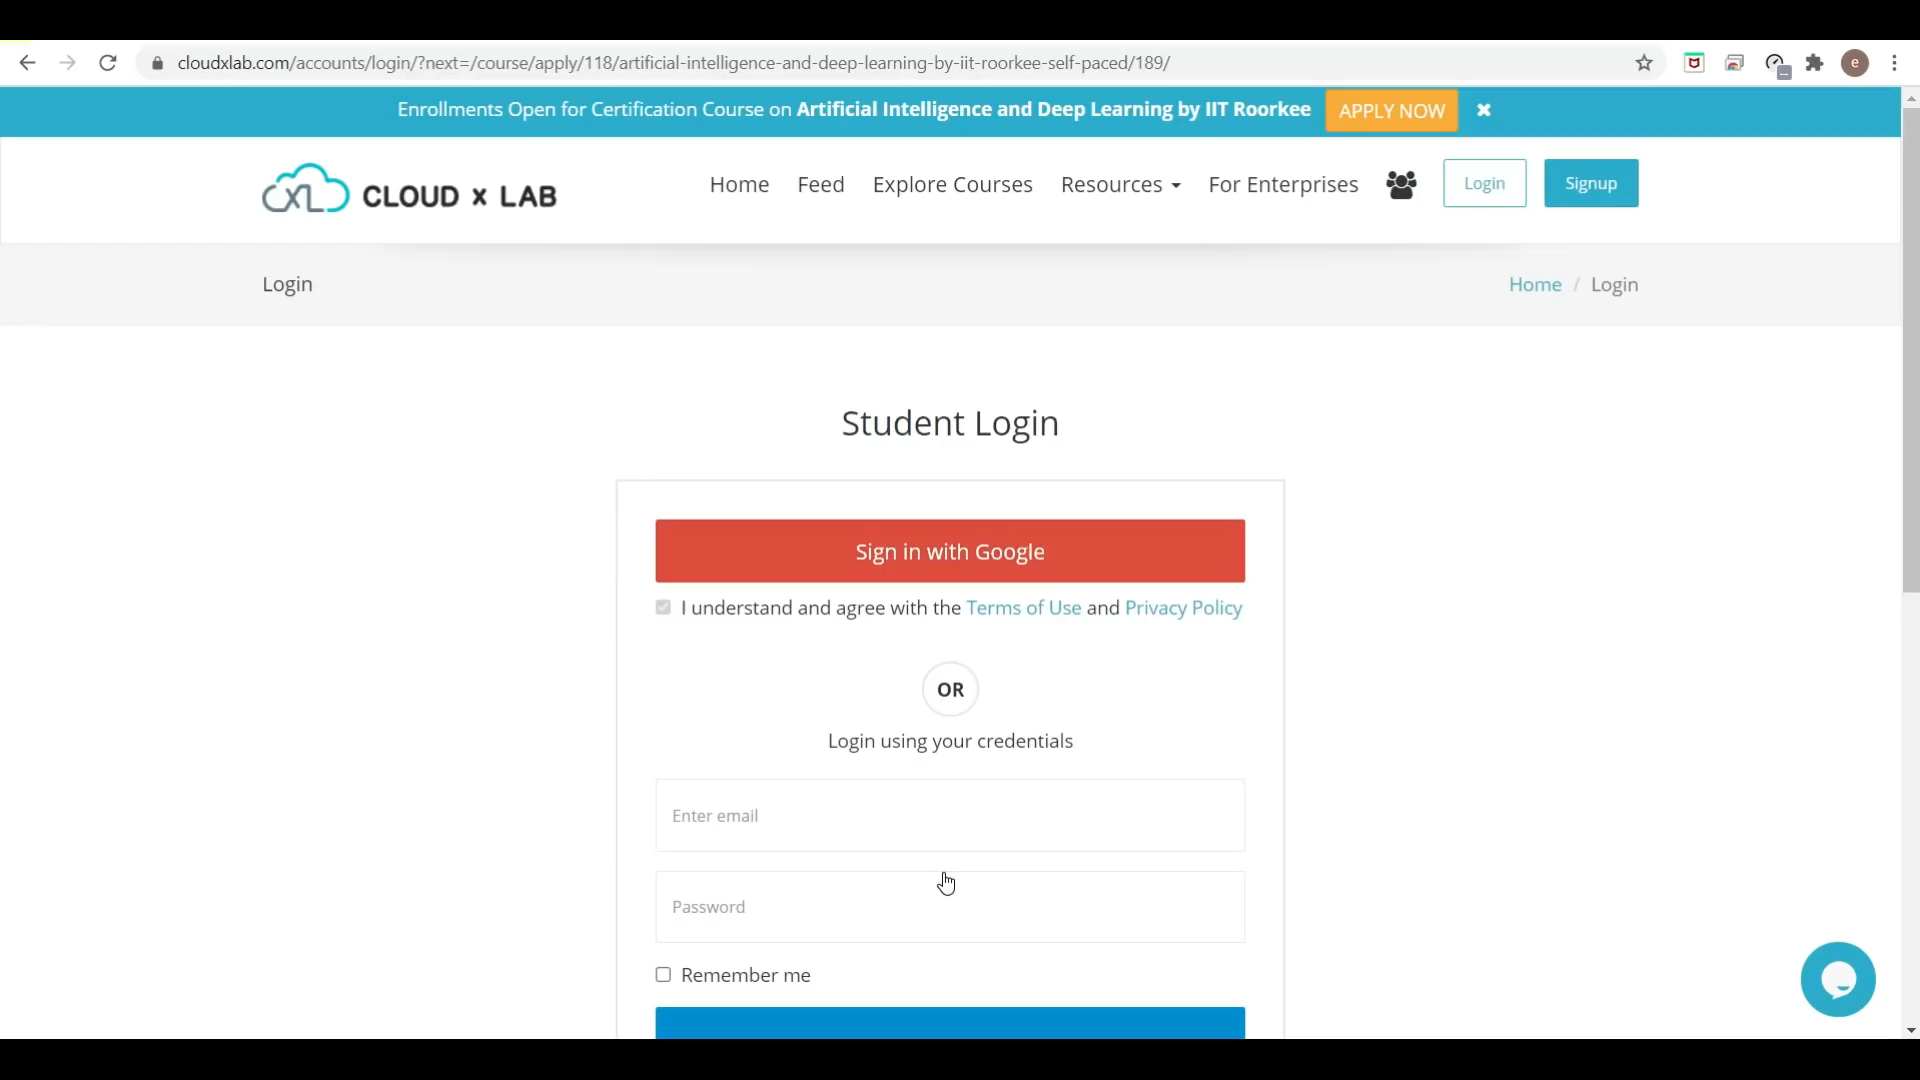 cloudxlab.com/accounts/login/?next=/course/apply/118/artificial-intelligence-and-deep-learning-by-iit-roorkee-self-paced/189/
e
Enrollments Open for Certification Course on Artificial Intelligence and Deep Learning by IIT Roorkee APPLY NOW
CXL CLOUD x LAB
Home Feed Explore Courses Resources For Enterprises Login Signup
Login
Home / Login
Student Login
Sign in with Google
I understand and agree with the Terms of Use and Privacy Policy
OR
Login using your credentials
Enter email
Password
Remember me